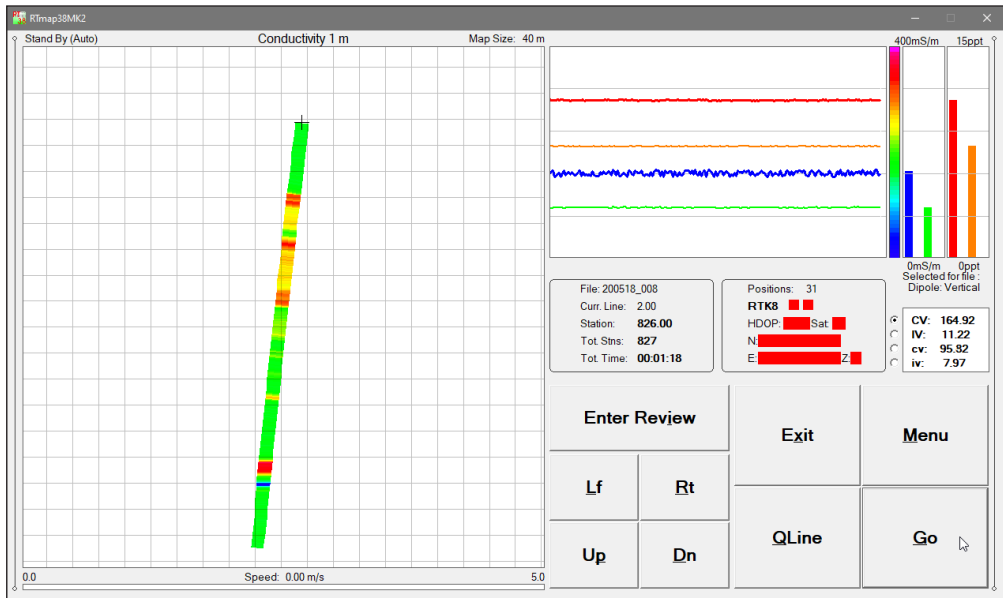 RTmap38MK2
Stand By (Auto) Conductivity 1 m Map Size: 40 m
0.0 Speed: 0.00 m/s 5.0
400mS/m 15ppt
0mS/m 0ppt
Selected for file :
Dipole: Vertical
File: 200518_008
Curr. Line: 2.00
Station: 826.00
Tot. Stns: 827
Tot. Time: 00:01:18
Positions: 31
RTK8
HDOP: Sat:
N:
E: Z:
CV: 164.92
IV: 11.22
cv: 95.82
iv: 7.97
Enter Review
Exit
Menu
Lf
Rt
QLine
Go
Up
Dn